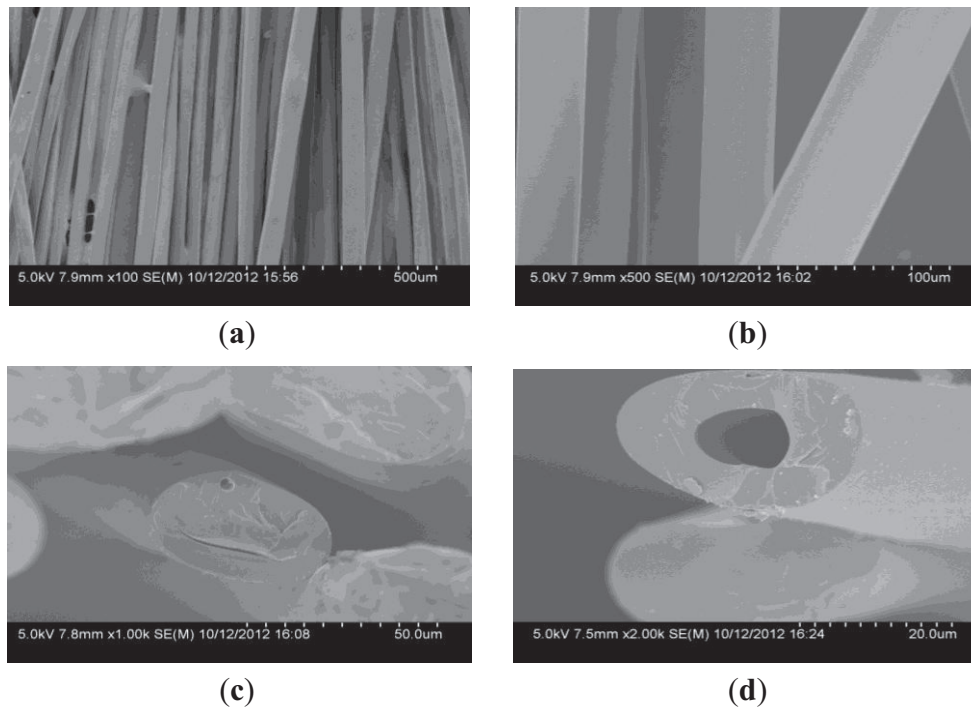 5.0kV 7.9mm x100 SE(M) 10/12/2012 15:56 500um
5.0kV 7.9mm x500 SE(M) 10/12/2012 16:02 100um
(a)
(b)
5.0kV 7.8mm x1.00k SE(M) 10/12/2012 16:08 50.0um
5.0kV 7.5mm x2.00k SE(M) 10/12/2012 16:24 20.0um
(c)
(d)